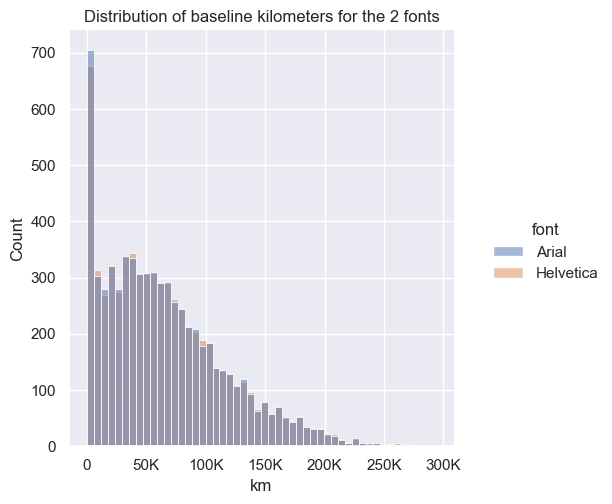 Distribution of baseline kilometers for the 2 fonts
700
600
500
400
300
200
100
0
Count
0 50K 100K 150K 200K 250K 300K
km
font
Arial
Helvetica